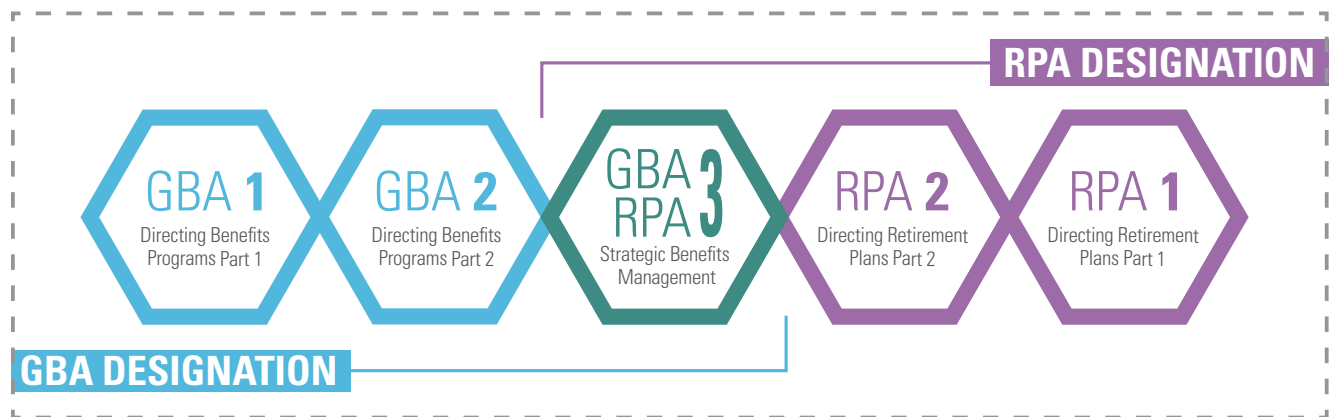 RPA DESIGNATION
GBA 1
Directing Benefits
Programs Part 1
GBA 2
Directing Benefits
Programs Part 2
GBA
RPA 3
Strategic Benefits
Management
RPA 2
Directing Retirement
Plans Part 2
RPA 1
Directing Retirement
Plans Part 1
GBA DESIGNATION